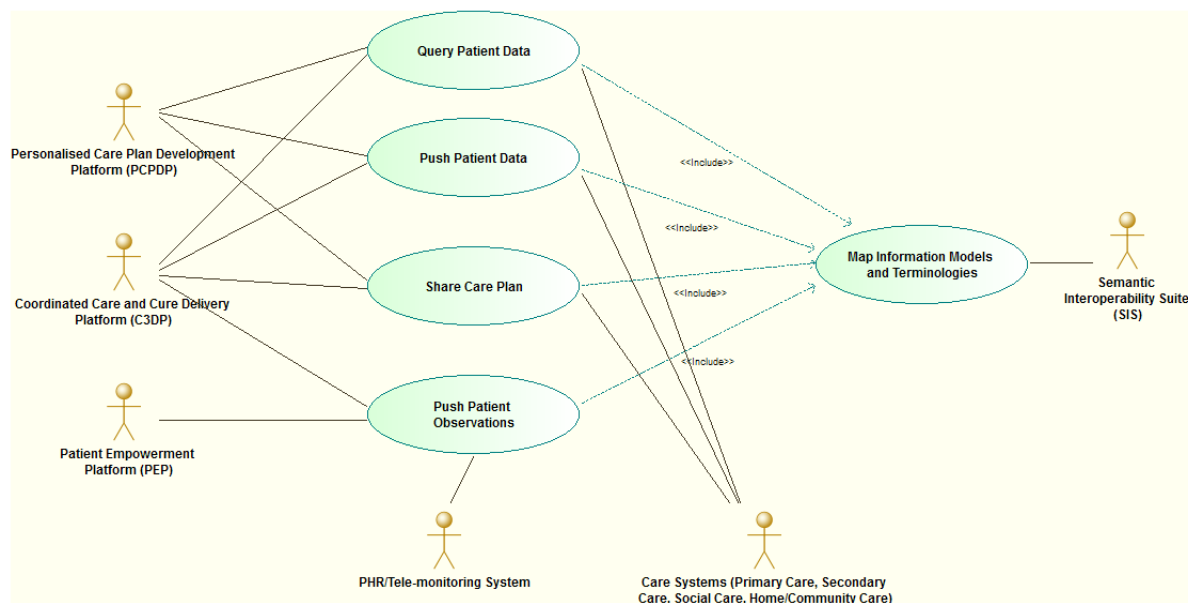 Query Patient Data
Personalised Care Plan Development
Platform (PCPDP)
Push Patient Data
<<Include>>
<<Include>>
Map Information Models
and Terminologies
Semantic
Interoperability Suite
(SIS)
Coordinated Care and Cure Delivery
Platform (C3DP)
Share Care Plan
<<Include>>
<<Include>>
Push Patient
Observations
Patient Empowerment
Platform (PEP)
PHR/Tele-monitoring System
Care Systems (Primary Care, Secondary
Care, Social Care, Home/Community Care)